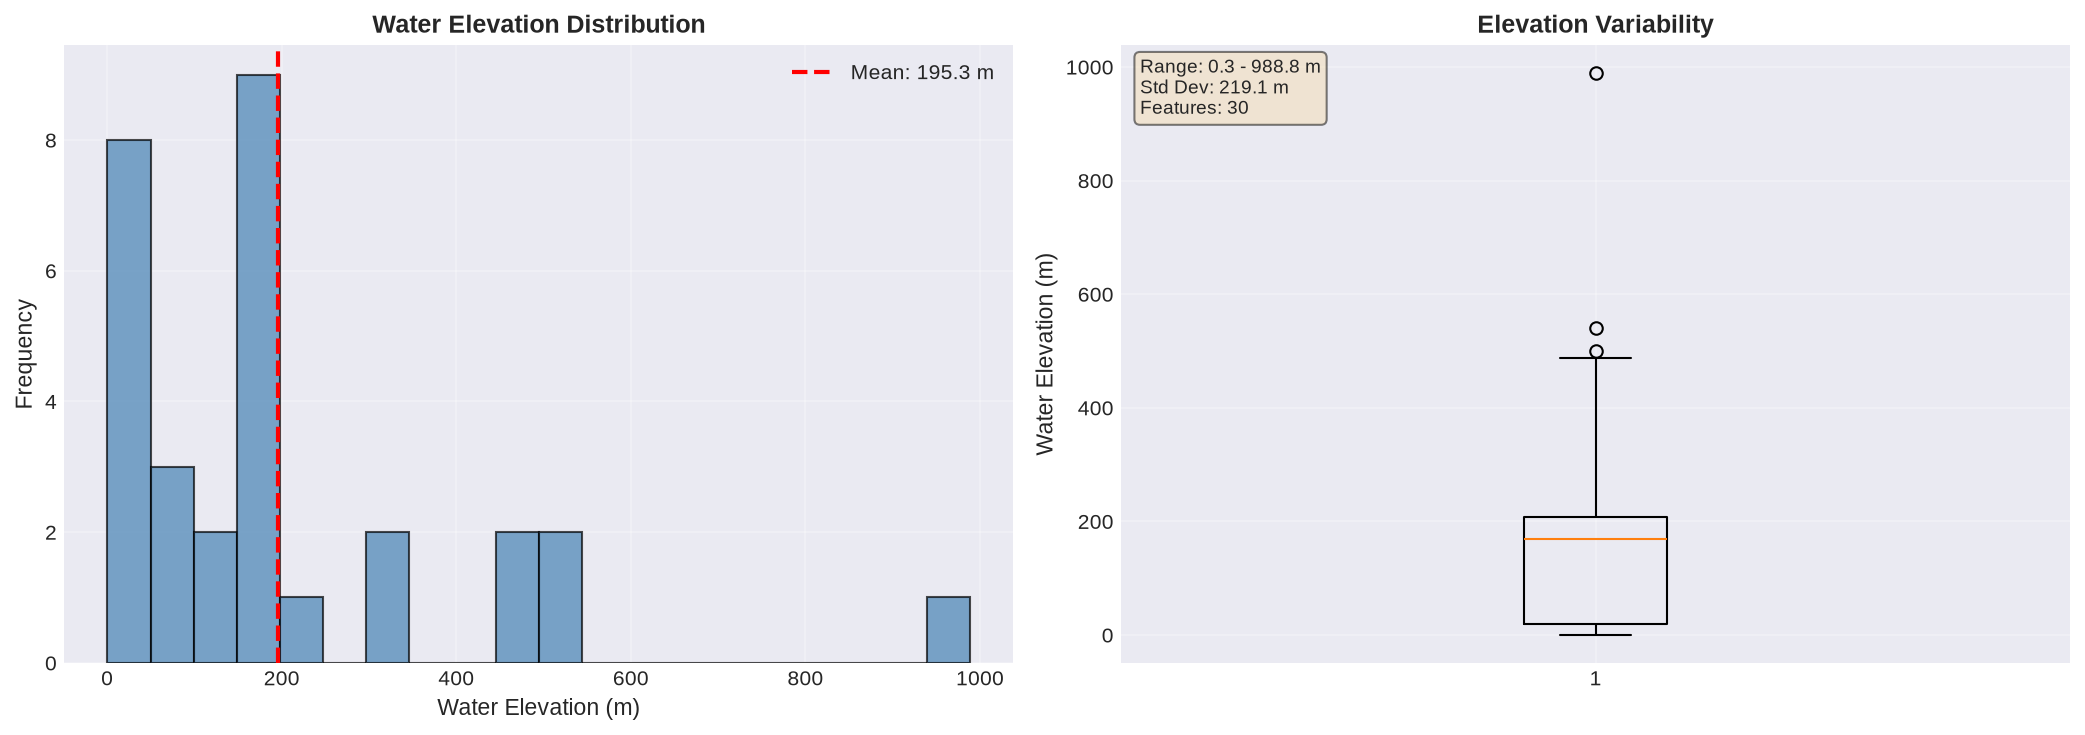 Water Elevation Distribution
Mean: 195.3 m
8
6
4
2
0
Frequency
0 200 400 600 800 1000
Water Elevation (m)
Elevation Variability
Range: 0.3 - 988.8 m
Std Dev: 219.1 m
Features: 30
1000
800
600
400
200
0
Water Elevation (m)
1